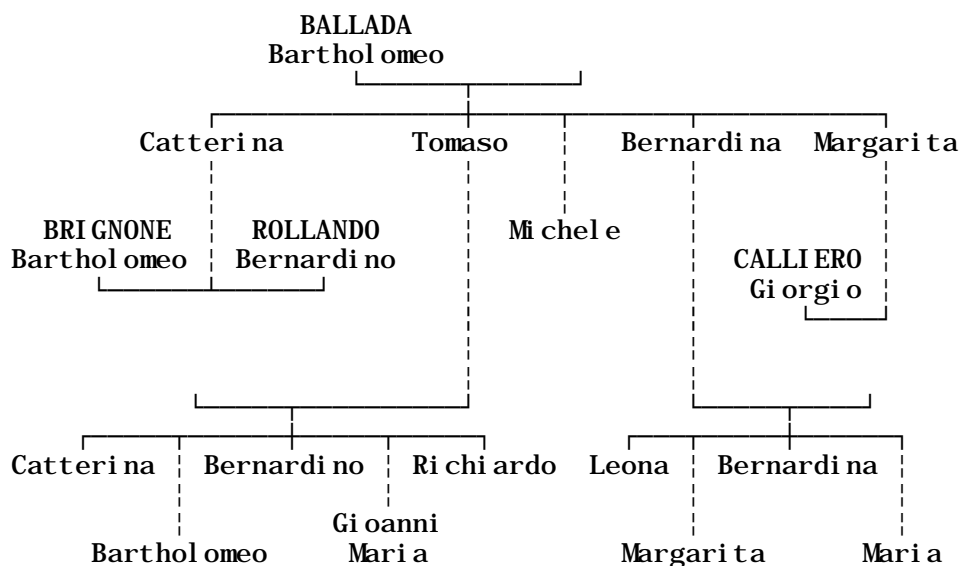 BALLADA
Bartholomeo
Catterina Tomaso Bernardina Margarita
BRIGNONE ROLLANDO Michele
Bartholomeo Bernardino CALLIERO
Giorgio
Catterina Bernardino Richiardo Leona Bernardina
Gioanni
Bartholomeo Maria Margarita Maria